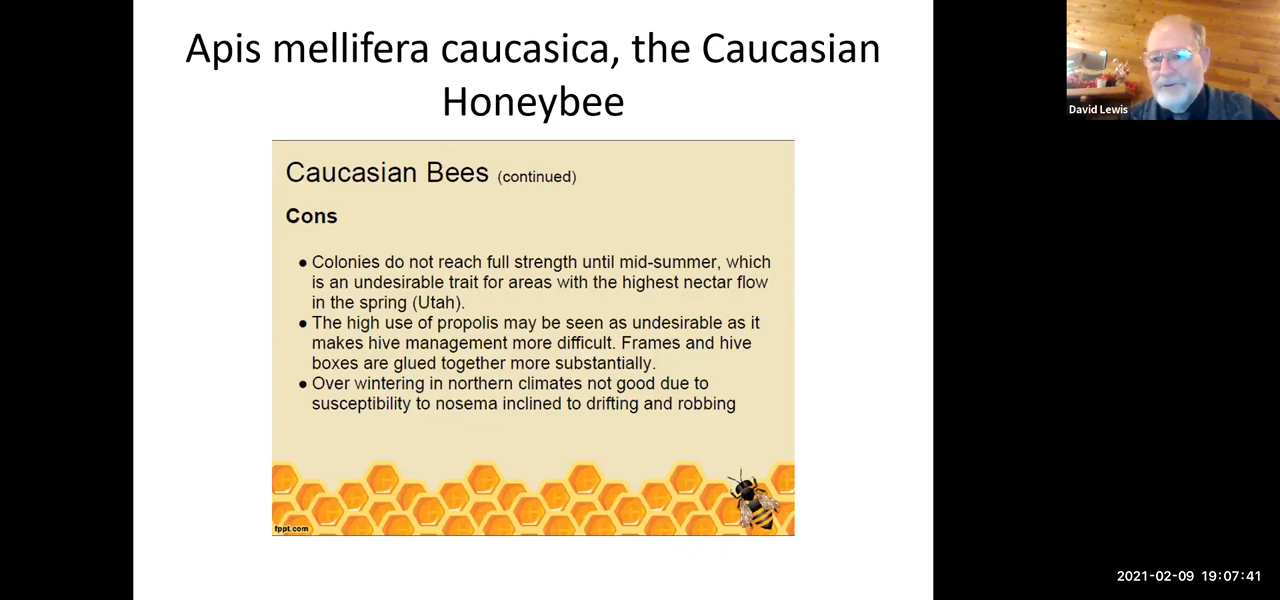 Apis mellifera caucasica, the Caucasian
Honeybee
David Lewis
Caucasian Bees (continued)
Cons
● Colonies do not reach full strength until mid-summer, which
is an undesirable trait for areas with the highest nectar flow
in the spring (Utah).
● The high use of propolis may be seen as undesirable as it
makes hive management more difficult. Frames and hive
boxes are glued together more substantially.
● Over wintering in northern climates not good due to
susceptibility to nosema inclined to drifting and robbing
fppt.com
2021-02-09 19:07:41